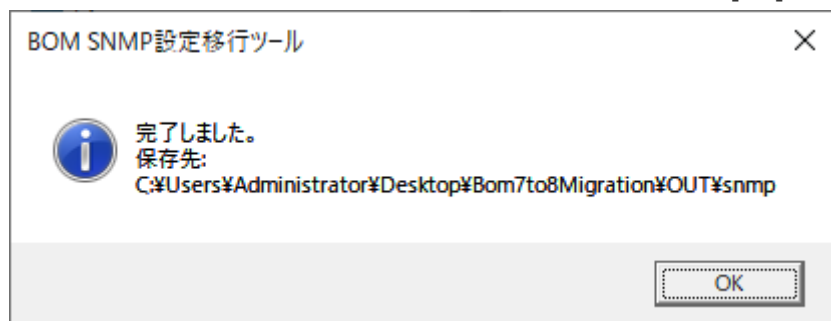 BOM SNMP設定移行ツール
完了しました。
保存先:
C:¥Users¥Administrator¥Desktop¥Bom7to8Migration¥OUT¥snmp
OK